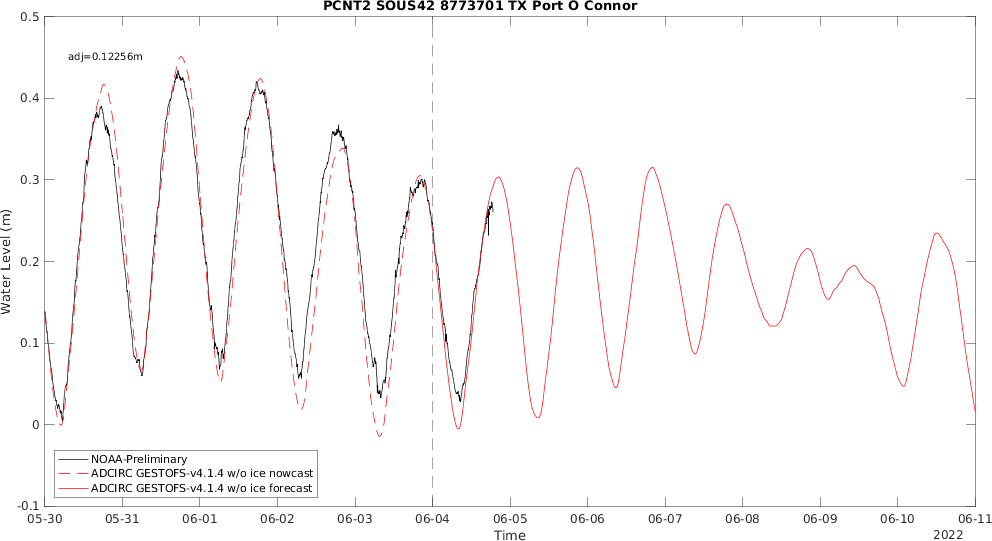 PCNT2 SOUS42 8773701 TX Port O Connor
adj=0.12256m
0.5
0.4
0.3
0.2
0.1
0
-0.1
Water Level (m)
NOAA-Preliminary
ADCIRC GESTOFS-v4.1.4 w/o ice nowcast
ADCIRC GESTOFS-v4.1.4 w/o ice forecast
05-30 05-31 06-01 06-02 06-03 06-04 06-05 06-06 06-07 06-08 06-09 06-10 06-11
Time
2022